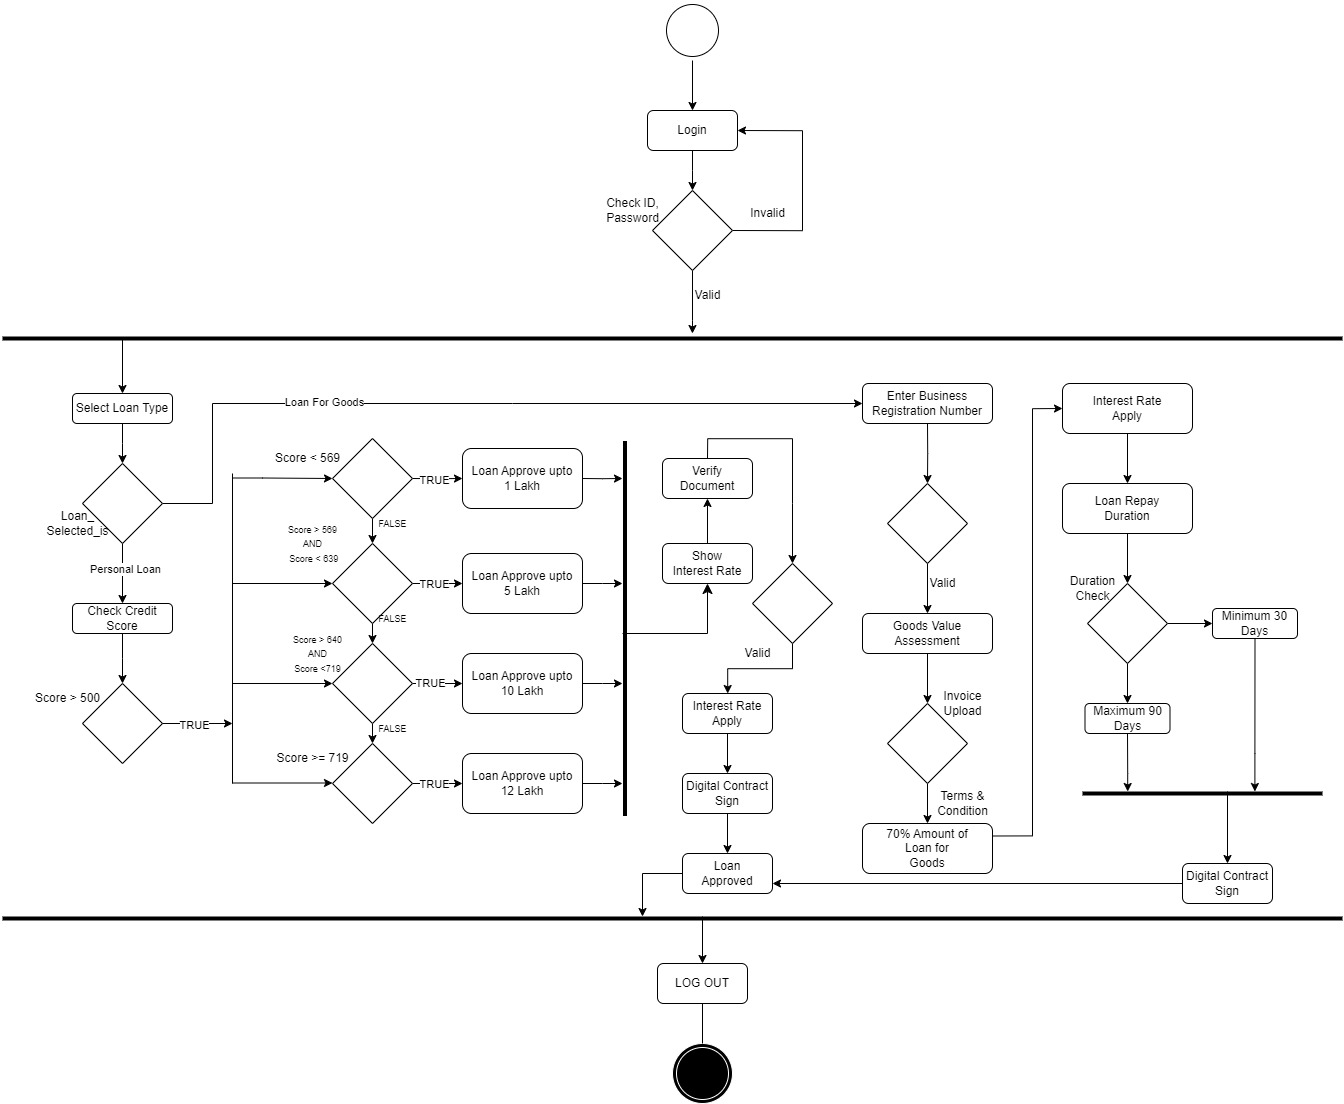 Login
Check ID,
Password
Invalid
Valid
Select Loan Type
Loan_
Selected_is
Loan For Goods
Personal Loan
Check Credit
Score
Score > 500
TRUE
Score < 569
TRUE
Loan Approve upto
1 Lakh
FALSE
Score > 569
AND
Score < 639
TRUE
Loan Approve upto
5 Lakh
FALSE
Score > 640
AND
Score <719
TRUE
Loan Approve upto
10 Lakh
FALSE
Score >= 719
TRUE
Loan Approve upto
12 Lakh
Verify
Document
Show
Interest Rate
Valid
Interest Rate
Apply
Digital Contract
Sign
Loan
Approved
Enter Business
Registration Number
Valid
Goods Value
Assessment
Invoice
Upload
Terms &
Condition
70% Amount of
Loan for
Goods
Interest Rate
Apply
Loan Repay
Duration
Duration
Check
Minimum 30
Days
Maximum 90
Days
Digital Contract
Sign
LOG OUT